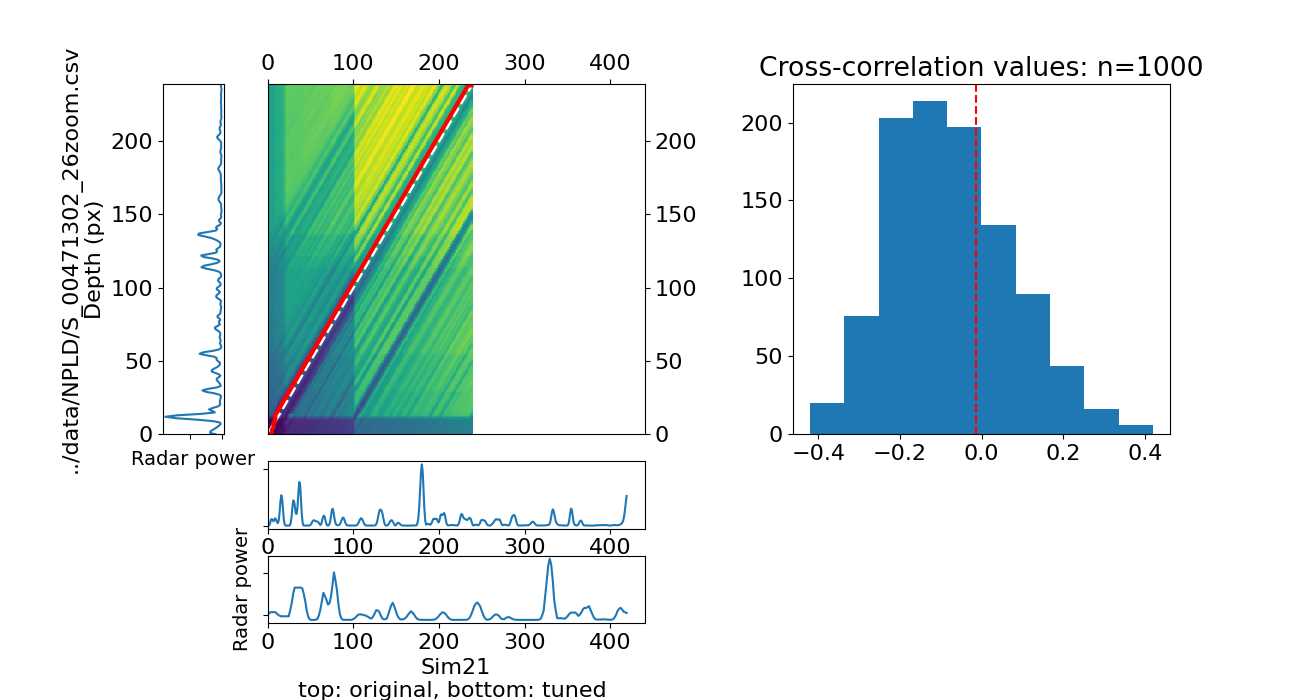 0 100 200 300 400
../data/NPLD/S_00471302_26zoom.csv
Depth (px)
200
150
100
50
0
Radar power
200
150
100
50
0
0 100 200 300 400
Radar power
0 100 200 300 400
Sim21
top: original, bottom: tuned
Cross-correlation values: n=1000
200
150
100
50
0
−0.4 −0.2 0.0 0.2 0.4